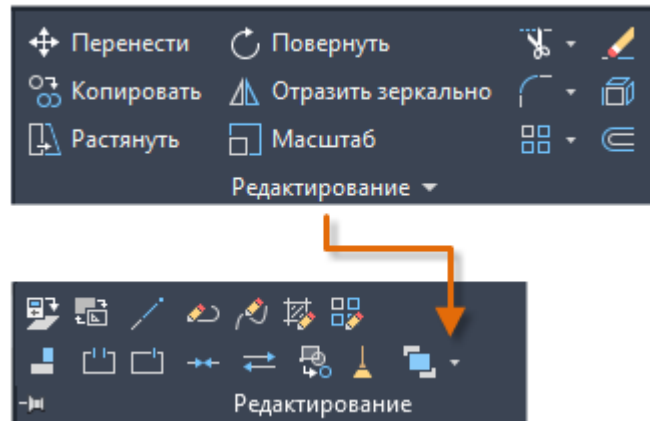 Перенести Повернуть
Копировать Отразить зеркально
Растянуть Масштаб
Редактирование
Редактирование